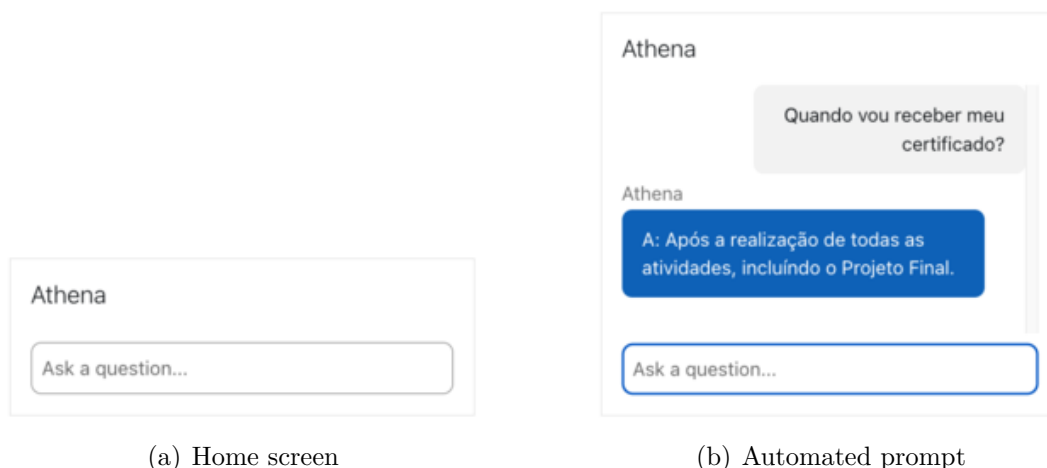 Athena
Ask a question...
(a) Home screen
Athena
Quando vou receber meu
certificado?
Athena
A: Após a realização de todas as
atividades, incluíndo o Projeto Final.
Ask a question...
(b) Automated prompt